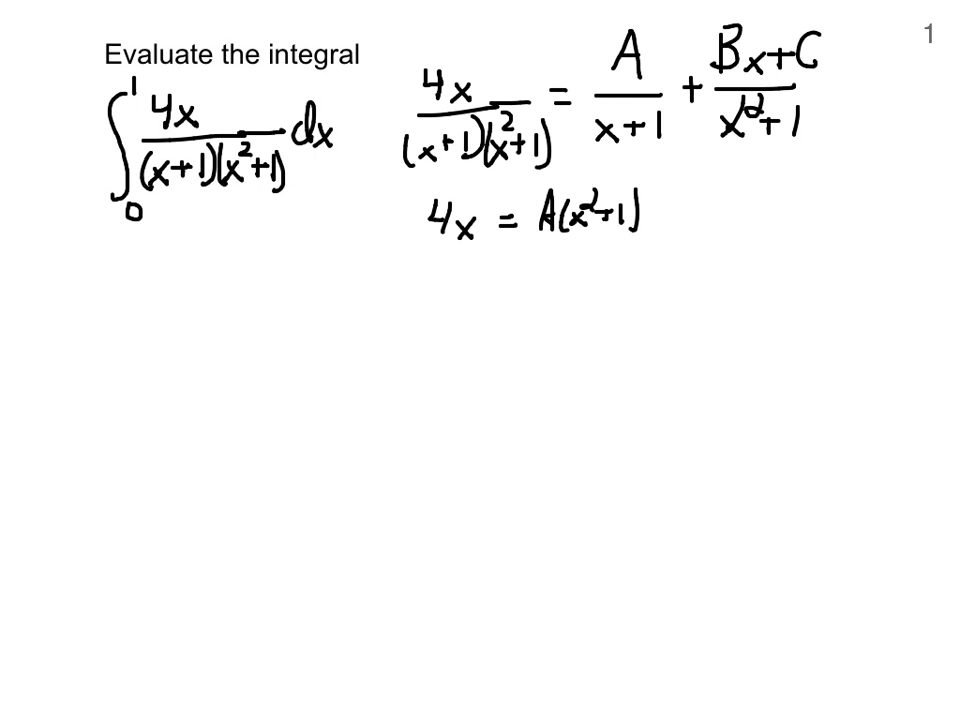 1
Evaluate the integral
∫₀¹ 4x/((x+1)(x²+1)) dx
4x/((x+1)(x²+1)) = A/(x+1) + (Bx+C)/(x²+1)
4x = A(x²+1)